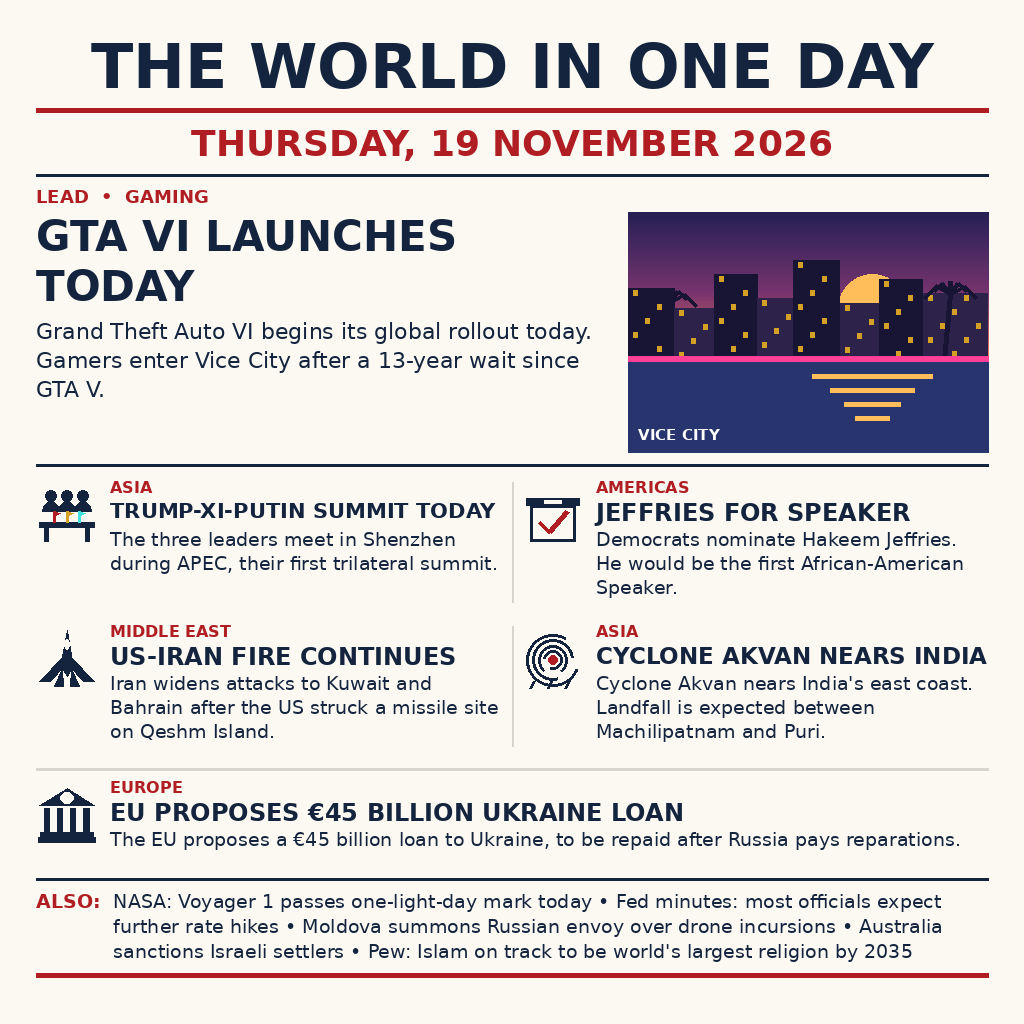 THE WORLD IN ONE DAY
THURSDAY, 19 NOVEMBER 2026
LEAD • GAMING
GTA VI LAUNCHES
TODAY
Grand Theft Auto VI begins its global rollout today.
Gamers enter Vice City after a 13-year wait since
GTA V.
VICE CITY
ASIA
TRUMP-XI-PUTIN SUMMIT TODAY
The three leaders meet in Shenzhen
during APEC, their first trilateral summit.
AMERICAS
JEFFRIES FOR SPEAKER
Democrats nominate Hakeem Jeffries.
He would be the first African-American
Speaker.
MIDDLE EAST
US-IRAN FIRE CONTINUES
Iran widens attacks to Kuwait and
Bahrain after the US struck a missile site
on Qeshm Island.
ASIA
CYCLONE AKVAN NEARS INDIA
Cyclone Akvan nears India's east coast.
Landfall is expected between
Machilipatnam and Puri.
EUROPE
EU PROPOSES €45 BILLION UKRAINE LOAN
The EU proposes a €45 billion loan to Ukraine, to be repaid after Russia pays reparations.
ALSO: NASA: Voyager 1 passes one-light-day mark today • Fed minutes: most officials expect
further rate hikes • Moldova summons Russian envoy over drone incursions • Australia
sanctions Israeli settlers • Pew: Islam on track to be world's largest religion by 2035